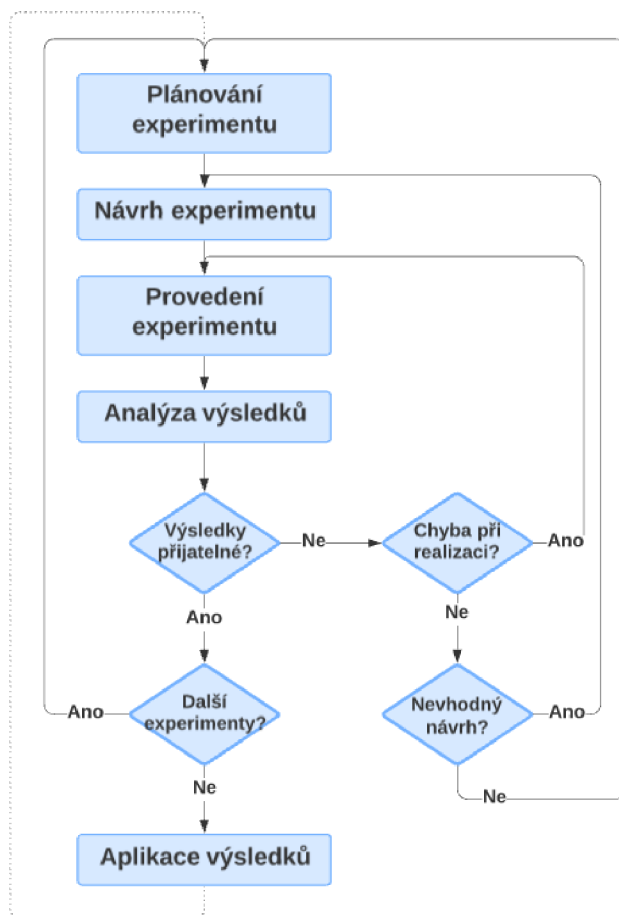 Plánování
experimentu
Návrh experimentu
Provedení
experimentu
Analýza výsledků
Výsledky
přijatelné?
Ne
Chyba při
realizaci?
Ano
Ano
Ne
Ano
Další
experimenty?
Nevhodný
návrh?
Ano
Ne
Ne
Aplikace výsledků